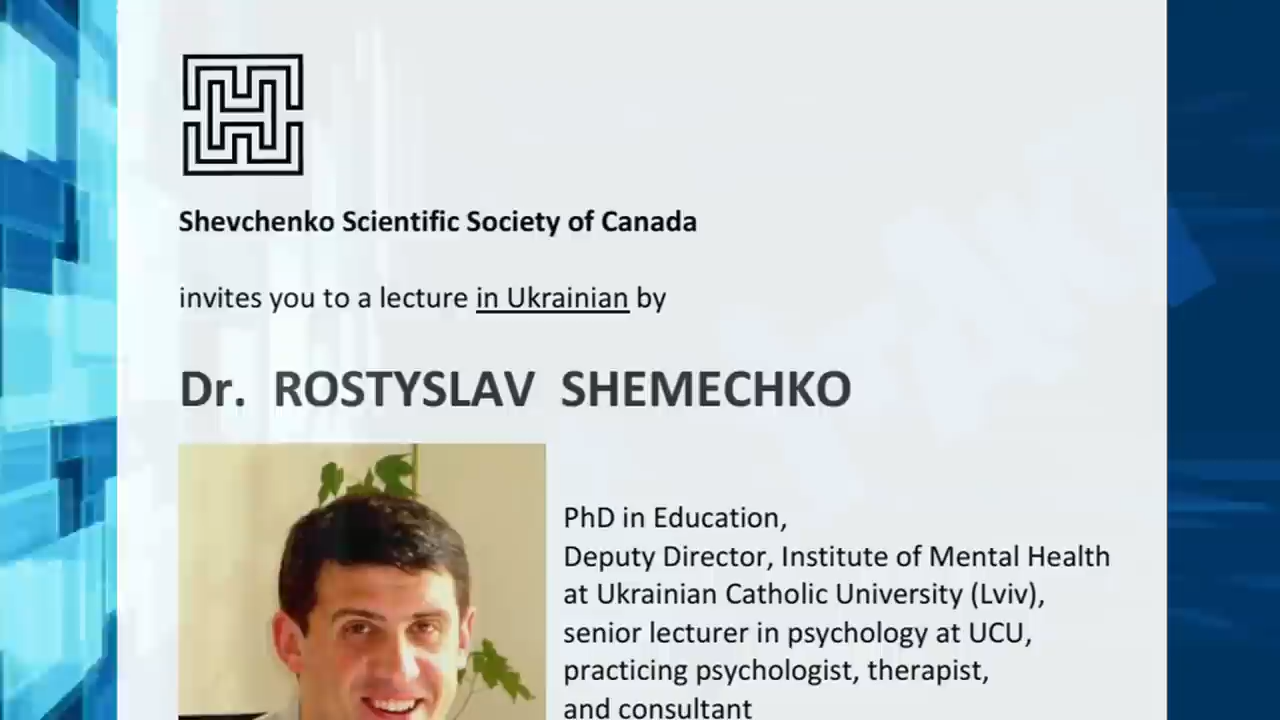 Shevchenko Scientific Society of Canada
invites you to a lecture in Ukrainian by
Dr. ROSTYSLAV SHEMECHKO
PhD in Education,
Deputy Director, Institute of Mental Health
at Ukrainian Catholic University (Lviv),
senior lecturer in psychology at UCU,
practicing psychologist, therapist,
and consultant